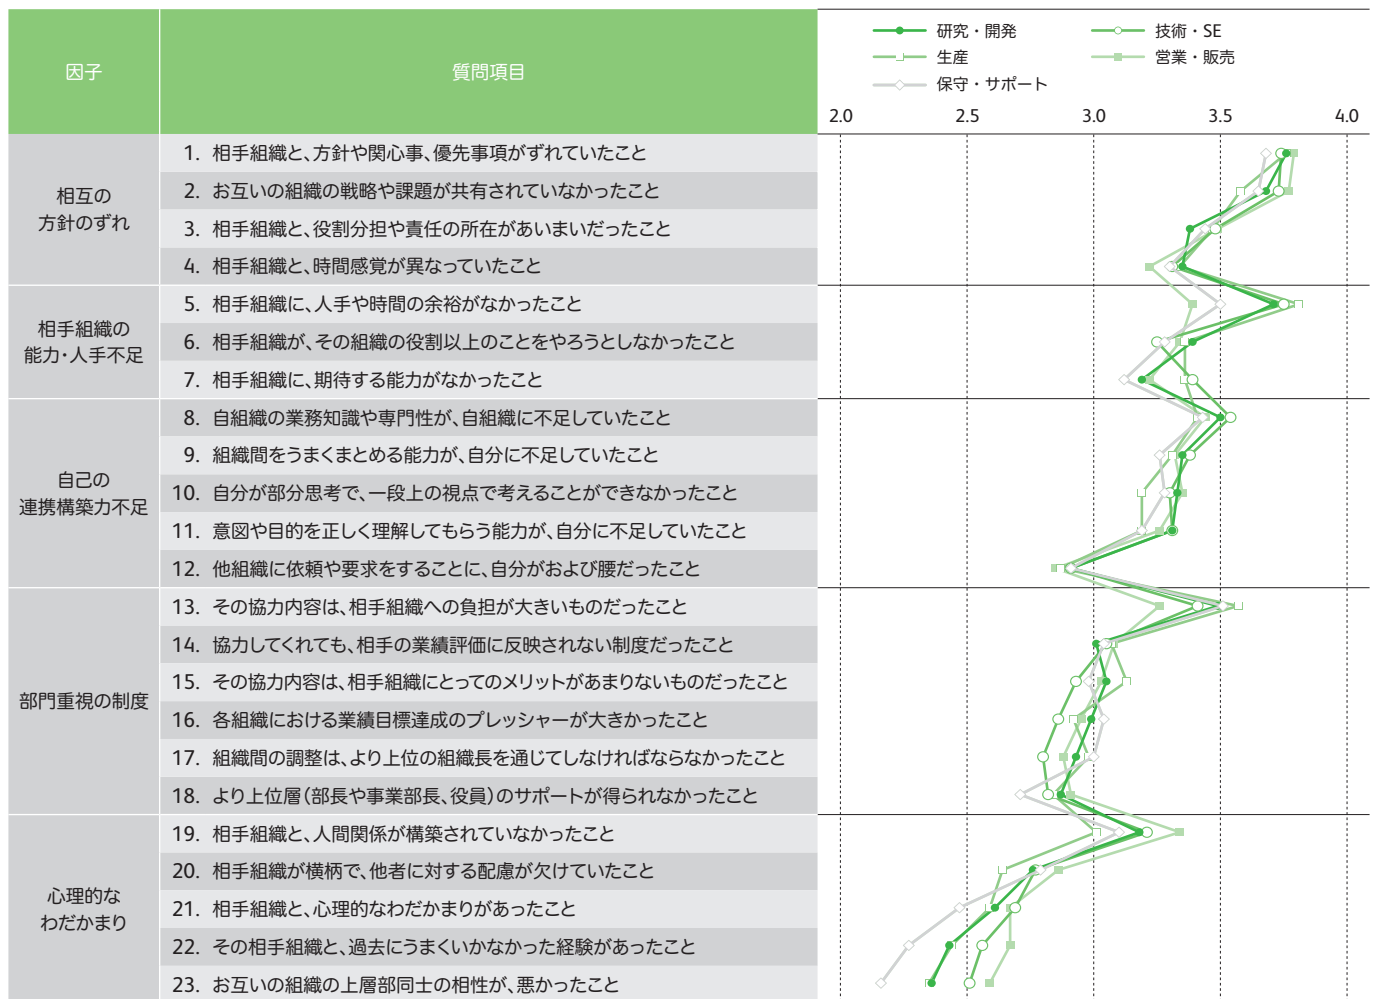 因子
質問項目
研究・開発
技術・SE
生産
営業・販売
保守・サポート
2.0 2.5 3.0 3.5 4.0
相互の
方針のずれ
1. 相手組織と、方針や関心事、優先事項がずれていたこと
2. お互いの組織の戦略や課題が共有されていなかったこと
3. 相手組織と、役割分担や責任の所在があいまいだったこと
4. 相手組織と、時間感覚が異なっていたこと
相手組織の
能力・人手不足
5. 相手組織に、人手や時間の余裕がなかったこと
6. 相手組織が、その組織の役割以上のことをやろうとしなかったこと
7. 相手組織に、期待する能力がなかったこと
自己の
連携構築力不足
8. 自組織の業務知識や専門性が、自組織に不足していたこと
9. 組織間をうまくまとめる能力が、自分に不足していたこと
10. 自分が部分思考で、一段上の視点で考えることができなかったこと
11. 意図や目的を正しく理解してもらう能力が、自分に不足していたこと
12. 他組織に依頼や要求をすることに、自分がおよび腰だったこと
部門重視の制度
13. その協力内容は、相手組織への負担が大きいものだったこと
14. 協力してくれても、相手の業績評価に反映されない制度だったこと
15. その協力内容は、相手組織にとってのメリットがあまりないものだったこと
16. 各組織における業績目標達成のプレッシャーが大きかったこと
17. 組織間の調整は、より上位の組織長を通じてしなければならなかったこと
18. より上位層（部長や事業部長、役員）のサポートが得られなかったこと
心理的な
わだかまり
19. 相手組織と、人間関係が構築されていなかったこと
20. 相手組織が横柄で、他者に対する配慮が欠けていたこと
21. 相手組織と、心理的なわだかまりがあったこと
22. その相手組織と、過去にうまくいかなかった経験があったこと
23. お互いの組織の上層部同士の相性が、悪かったこと